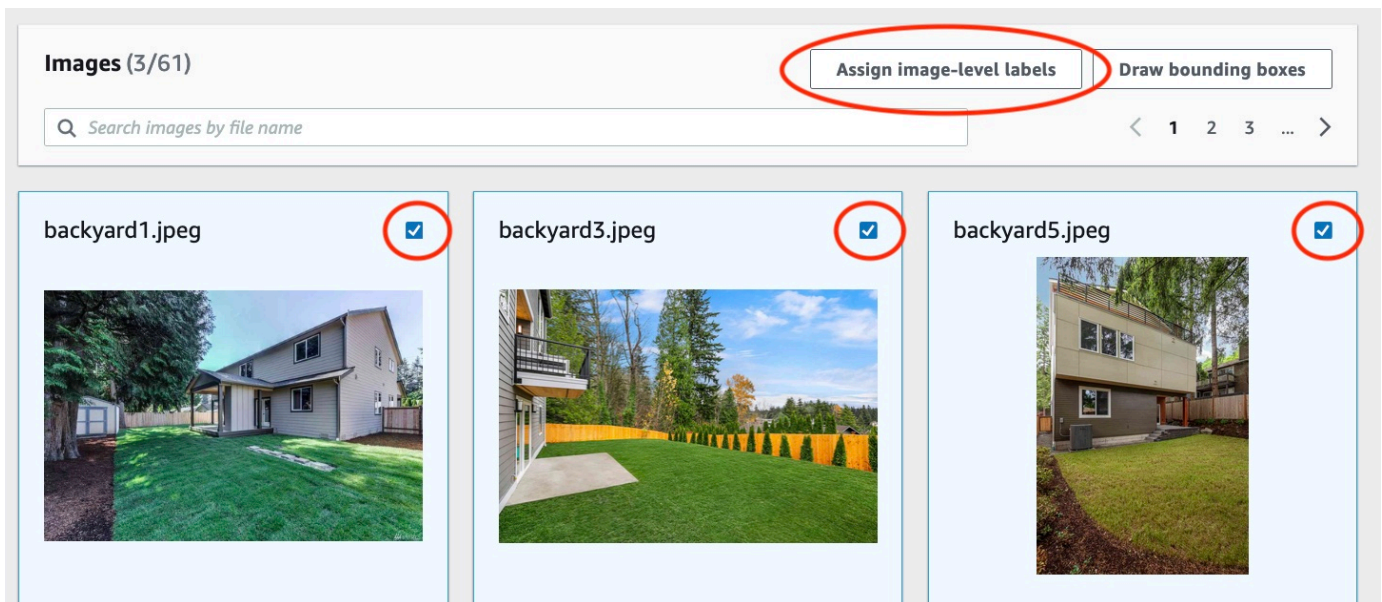 Images (3/61)
Assign image-level labels
Draw bounding boxes
Search images by file name
1 2 3 ...
backyard1.jpeg
backyard3.jpeg
backyard5.jpeg